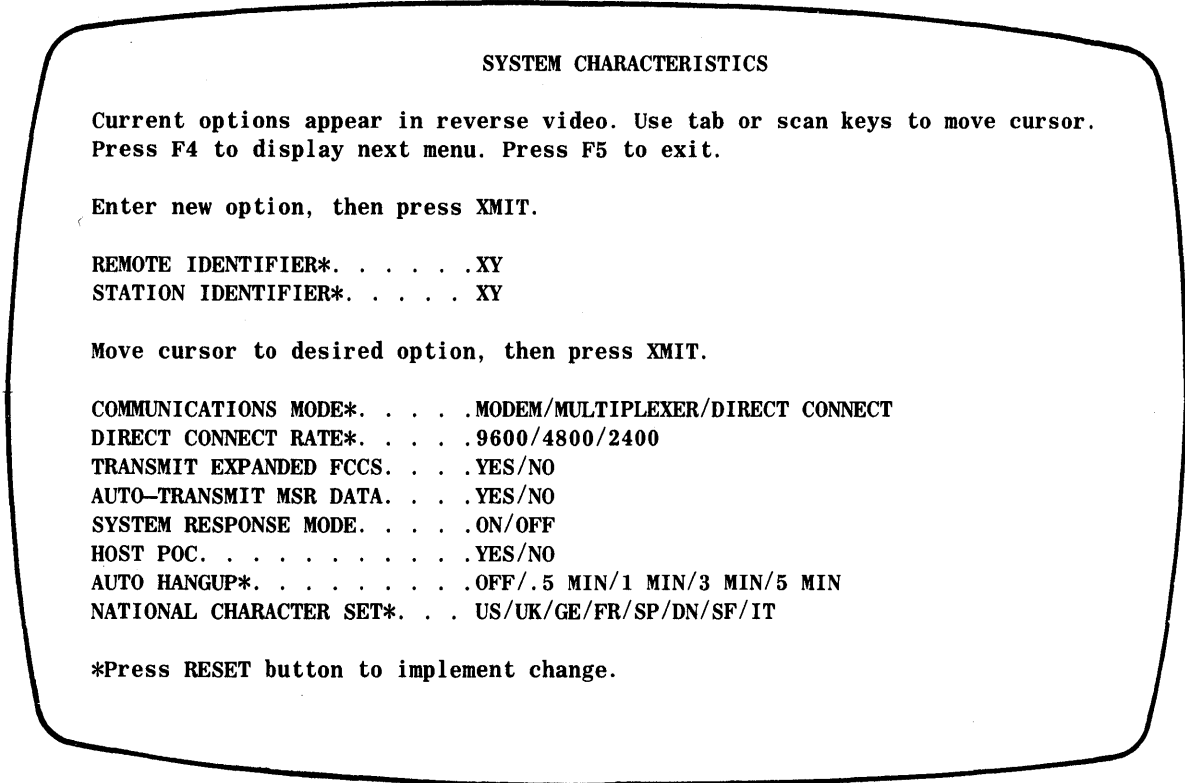 SYSTEM CHARACTERISTICS
Current options appear in reverse video. Use tab or scan keys to move cursor.
Press F4 to display next menu. Press F5 to exit.
Enter new option, then press XMIT.
REMOTE IDENTIFIER*. . . . . .XY
STATION IDENTIFIER*. . . . . XY
Move cursor to desired option, then press XMIT.
COMMUNICATIONS MODE*. . . . .MODEM/MULTIPLEXER/DIRECT CONNECT
DIRECT CONNECT RATE*. . . . .9600/4800/2400
TRANSMIT EXPANDED FCCS. . . .YES/NO
AUTO–TRANSMIT MSR DATA. . . .YES/NO
SYSTEM RESPONSE MODE. . . . .ON/OFF
HOST POC. . . . . . . . . . .YES/NO
AUTO HANGUP*. . . . . . . . .OFF/.5 MIN/1 MIN/3 MIN/5 MIN
NATIONAL CHARACTER SET*. . . US/UK/GE/FR/SP/DN/SF/IT
*Press RESET button to implement change.